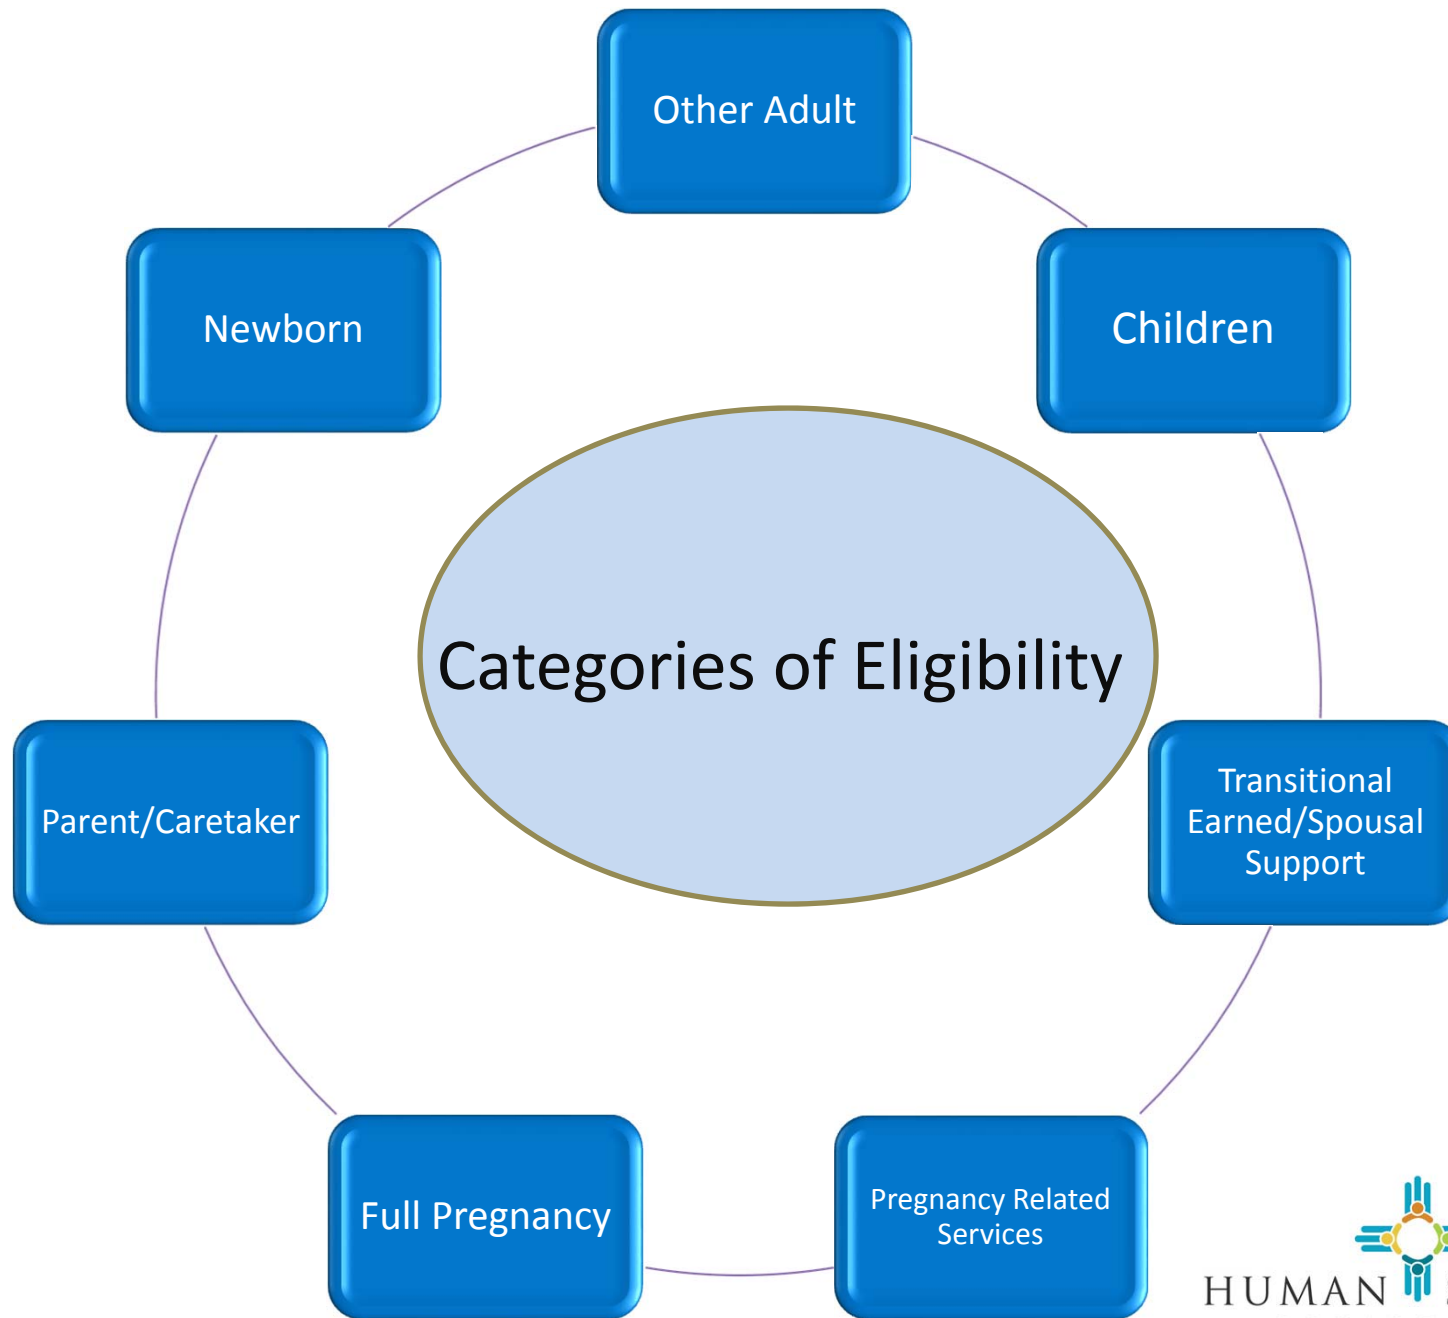 Other Adult
Children
Newborn
Categories of Eligibility
Transitional
Earned/Spousal
Support
Parent/Caretaker
Pregnancy Related
Services
Full Pregnancy
HUMAN